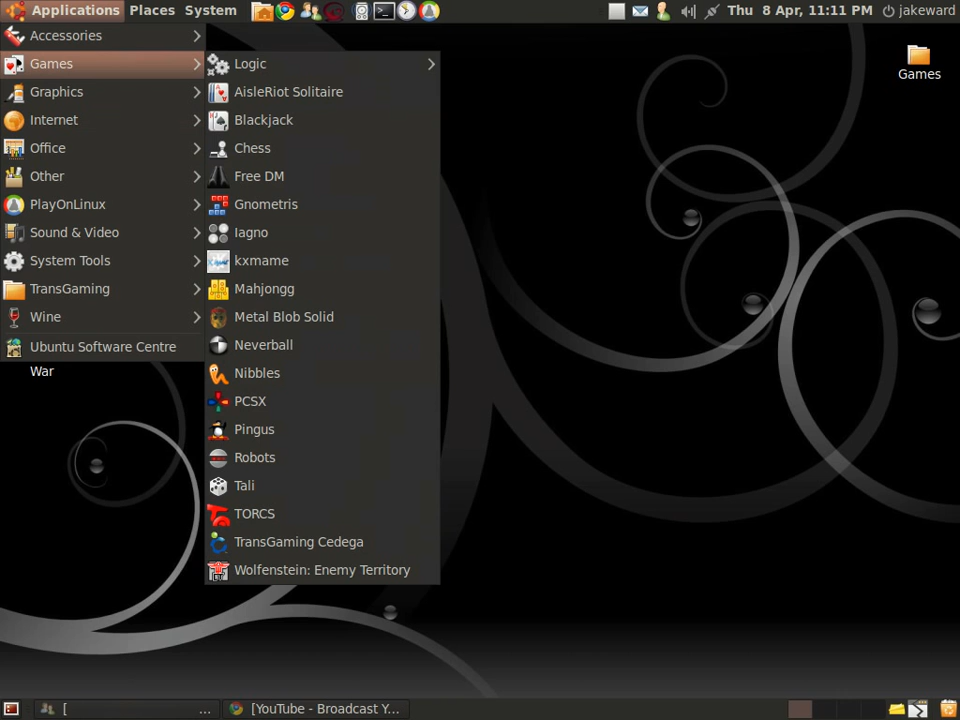 Applications Places System Thu 8 Apr, 11:11 PM jakeward
Accessories
Games
Graphics
Internet
Office
Other
PlayOnLinux
Sound & Video
System Tools
TransGaming
Wine
Ubuntu Software Centre
War
Logic
AisleRiot Solitaire
Blackjack
Chess
Free DM
Gnometris
Iagno
kxmame
Mahjongg
Metal Blob Solid
Neverball
Nibbles
PCSX
Pingus
Robots
Tali
TORCS
TransGaming Cedega
Wolfenstein: Enemy Territory
Games
[ ... [YouTube - Broadcast Y...